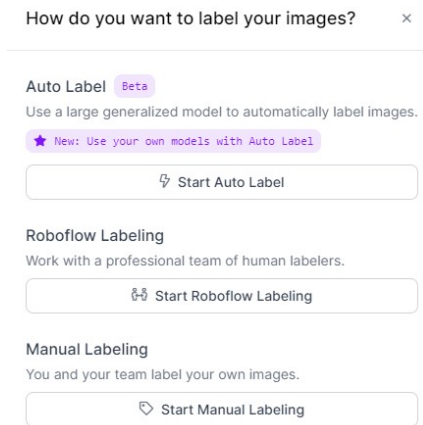 How do you want to label your images?
Auto Label Beta
Use a large generalized model to automatically label images.
New: Use your own models with Auto Label
Start Auto Label
Roboflow Labeling
Work with a professional team of human labelers.
Start Roboflow Labeling
Manual Labeling
You and your team label your own images.
Start Manual Labeling